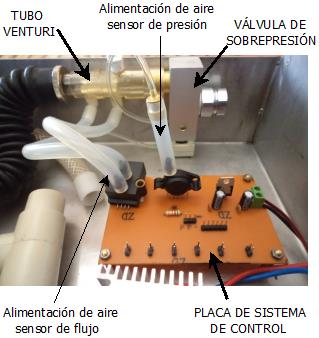 TUBO
VENTURI
Alimentación de aire
sensor de presión
VÁLVULA DE
SOBREPRESIÓN
Alimentación de aire
sensor de flujo
PLACA DE SISTEMA
DE CONTROL